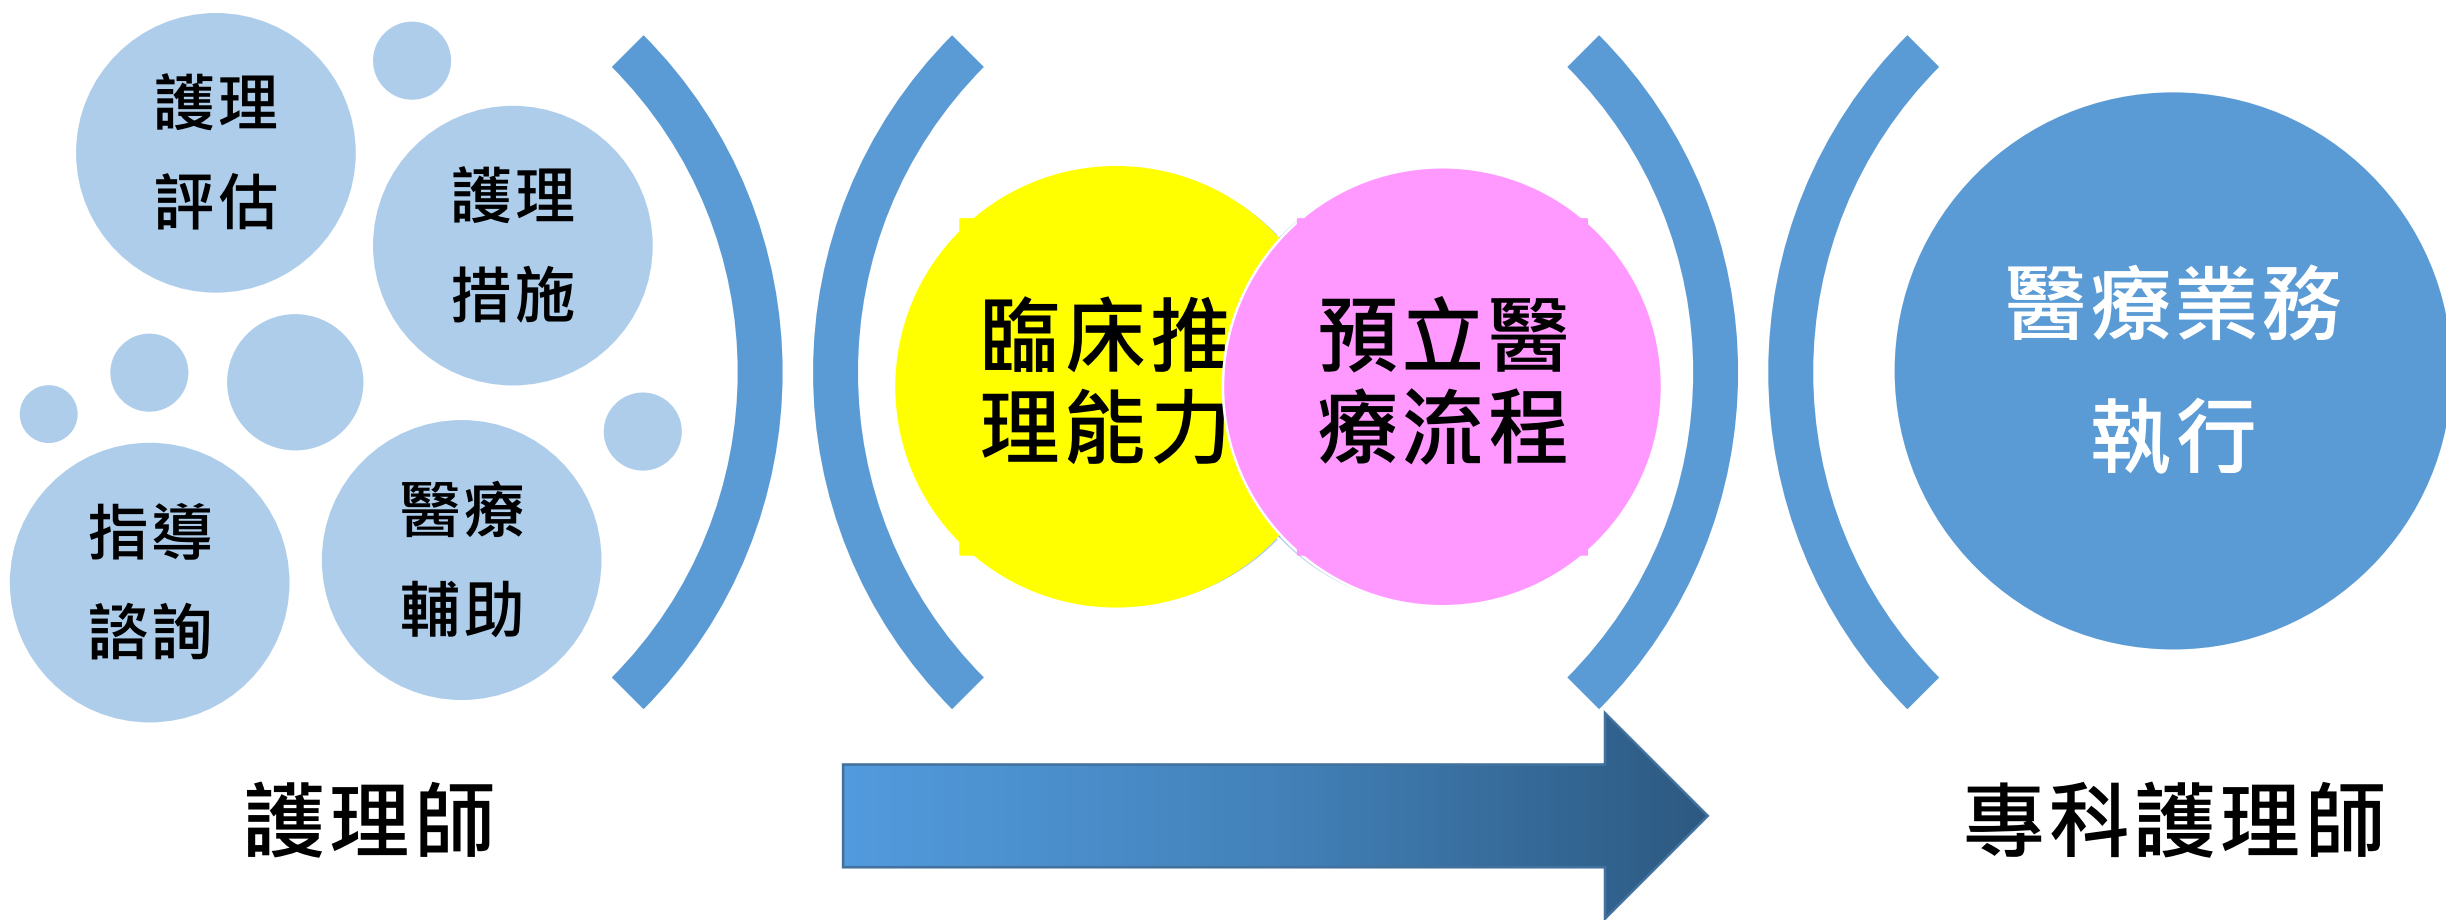 護理
評估
護理
措施
指導
諮詢
醫療
輔助
臨床推
理能力
預立醫
療流程
醫療業務
執行
護理師
專科護理師